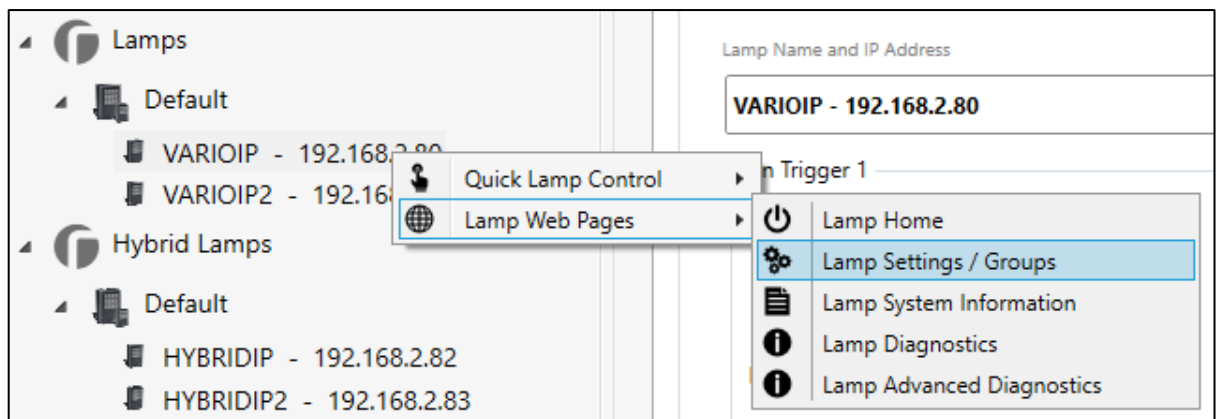 Lamps
Default
VARIOIP - 192.168.2.80
VARIOIP2 - 192.16
Hybrid Lamps
Default
HYBRIDIP - 192.168.2.82
HYBRIDIP2 - 192.168.2.83
Quick Lamp Control
Lamp Web Pages
Lamp Name and IP Address
VARIOIP - 192.168.2.80
n Trigger 1
Lamp Home
Lamp Settings / Groups
Lamp System Information
Lamp Diagnostics
Lamp Advanced Diagnostics